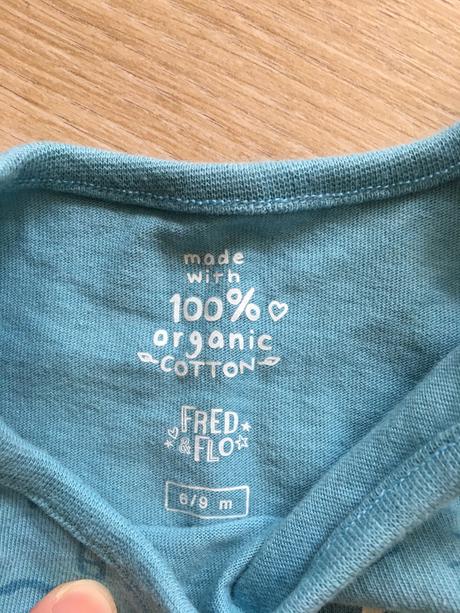 made
with
100%
organic
COTTON
FRED
& FLO
6/9 m